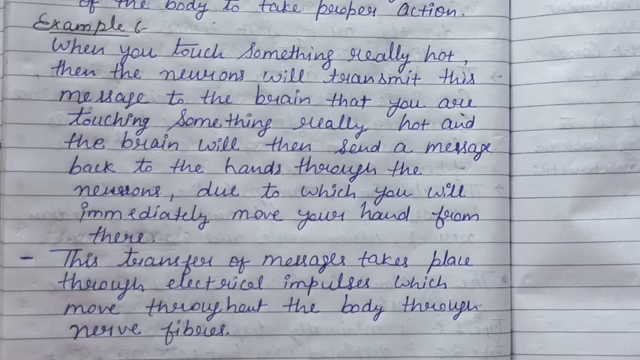 of the body to take proper action.
Example :-
When you touch something really hot,
then the neurons will transmit this
message to the brain that you are
touching something really hot and
the brain will then send a message
back to the hands through the
neurons, due to which you will
immediately move your hand from
there.
- This transfer of messages takes place
through electrical impulses which
move throughout the body through
nerve fibres.